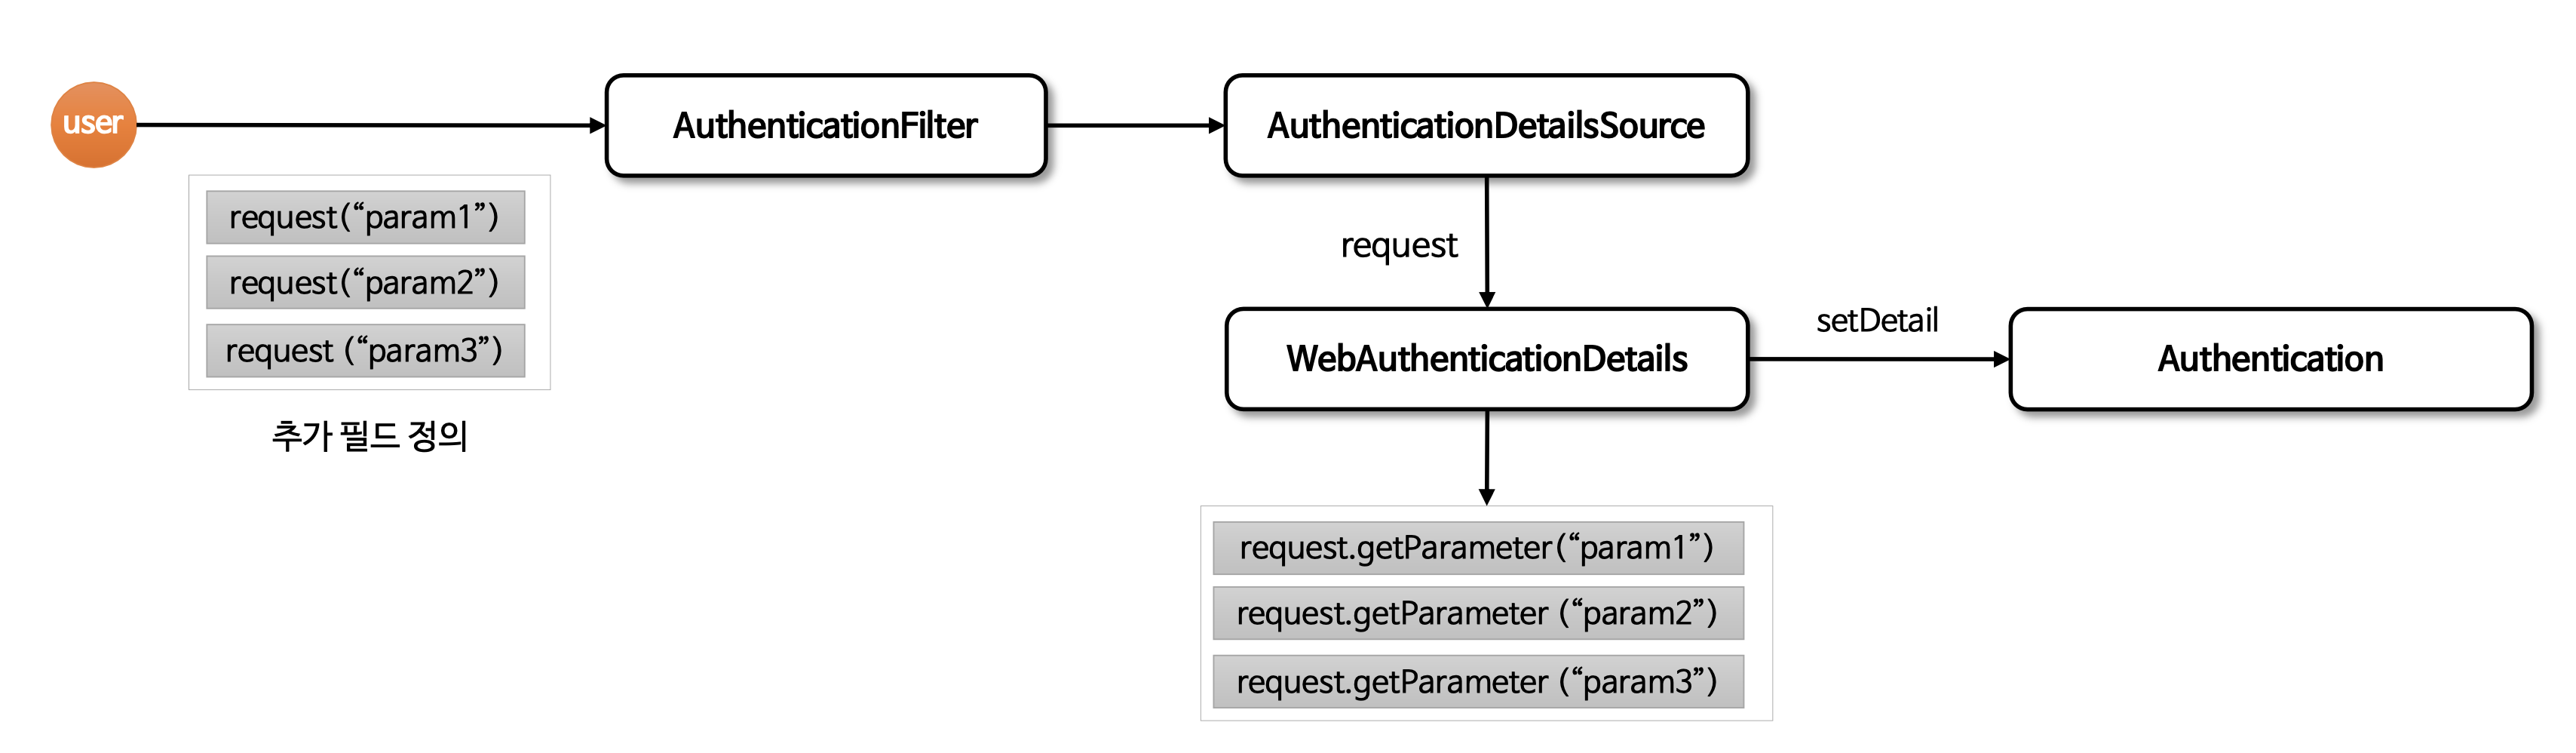 user
AuthenticationFilter
AuthenticationDetailsSource
request(“param1”)
request(“param2”)
request (“param3”)
추가 필드 정의
request
WebAuthenticationDetails
setDetail
Authentication
request.getParameter(“param1”)
request.getParameter (“param2”)
request.getParameter (“param3”)